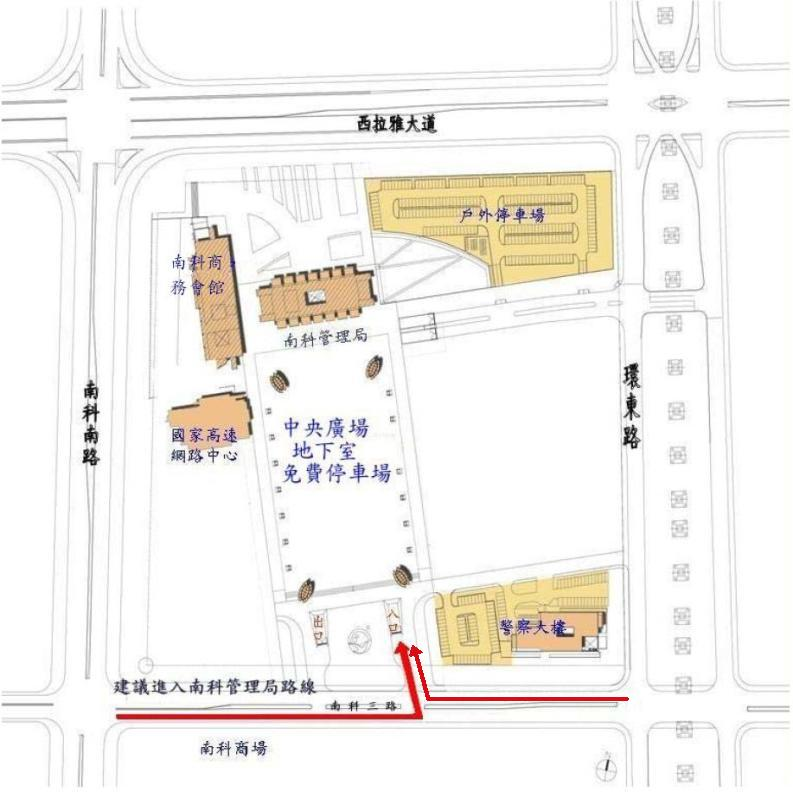 西拉雅大道
戶外停車場
南科商
務會館
南科管理局
南科南路
環東路
國家高速
網路中心
中央廣場
地下室
免費停車場
出口
入口
警察大樓
建議進入南科管理局路線
南科三路
南科商場